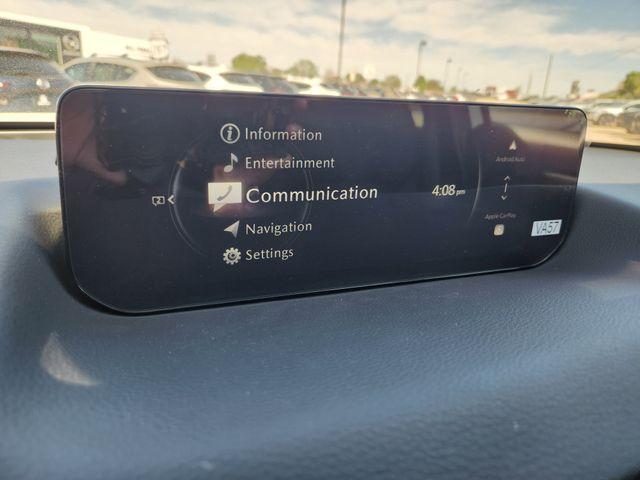 Information
Entertainment
Communication
Navigation
Settings
4:08 pm
Android Auto
Apple CarPlay
VA57